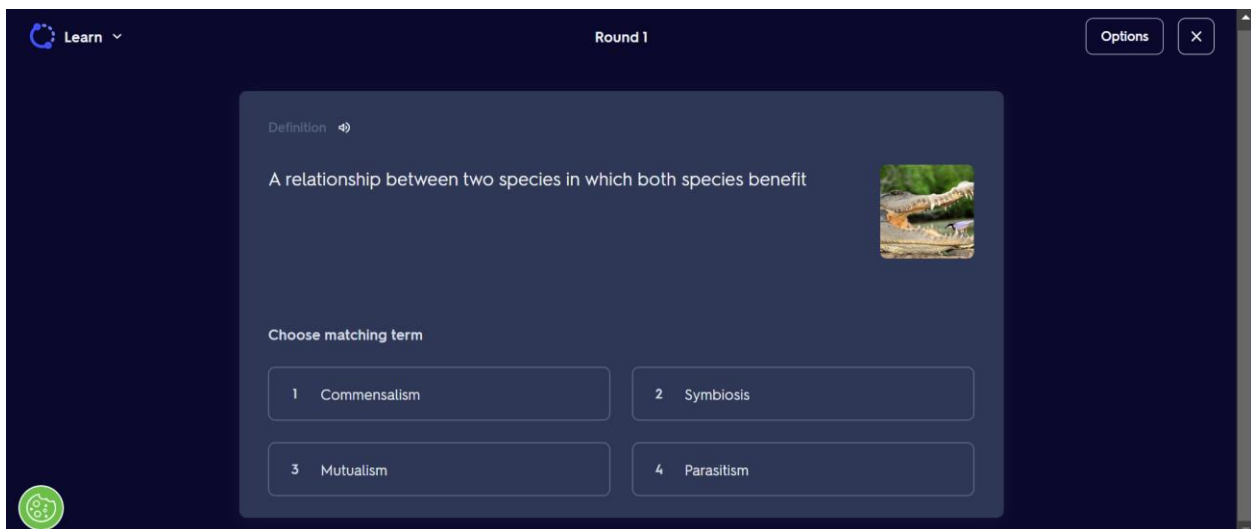 Learn
Round 1
Options
Definition
A relationship between two species in which both species benefit
Choose matching term
1 Commensalism
2 Symbiosis
3 Mutualism
4 Parasitism